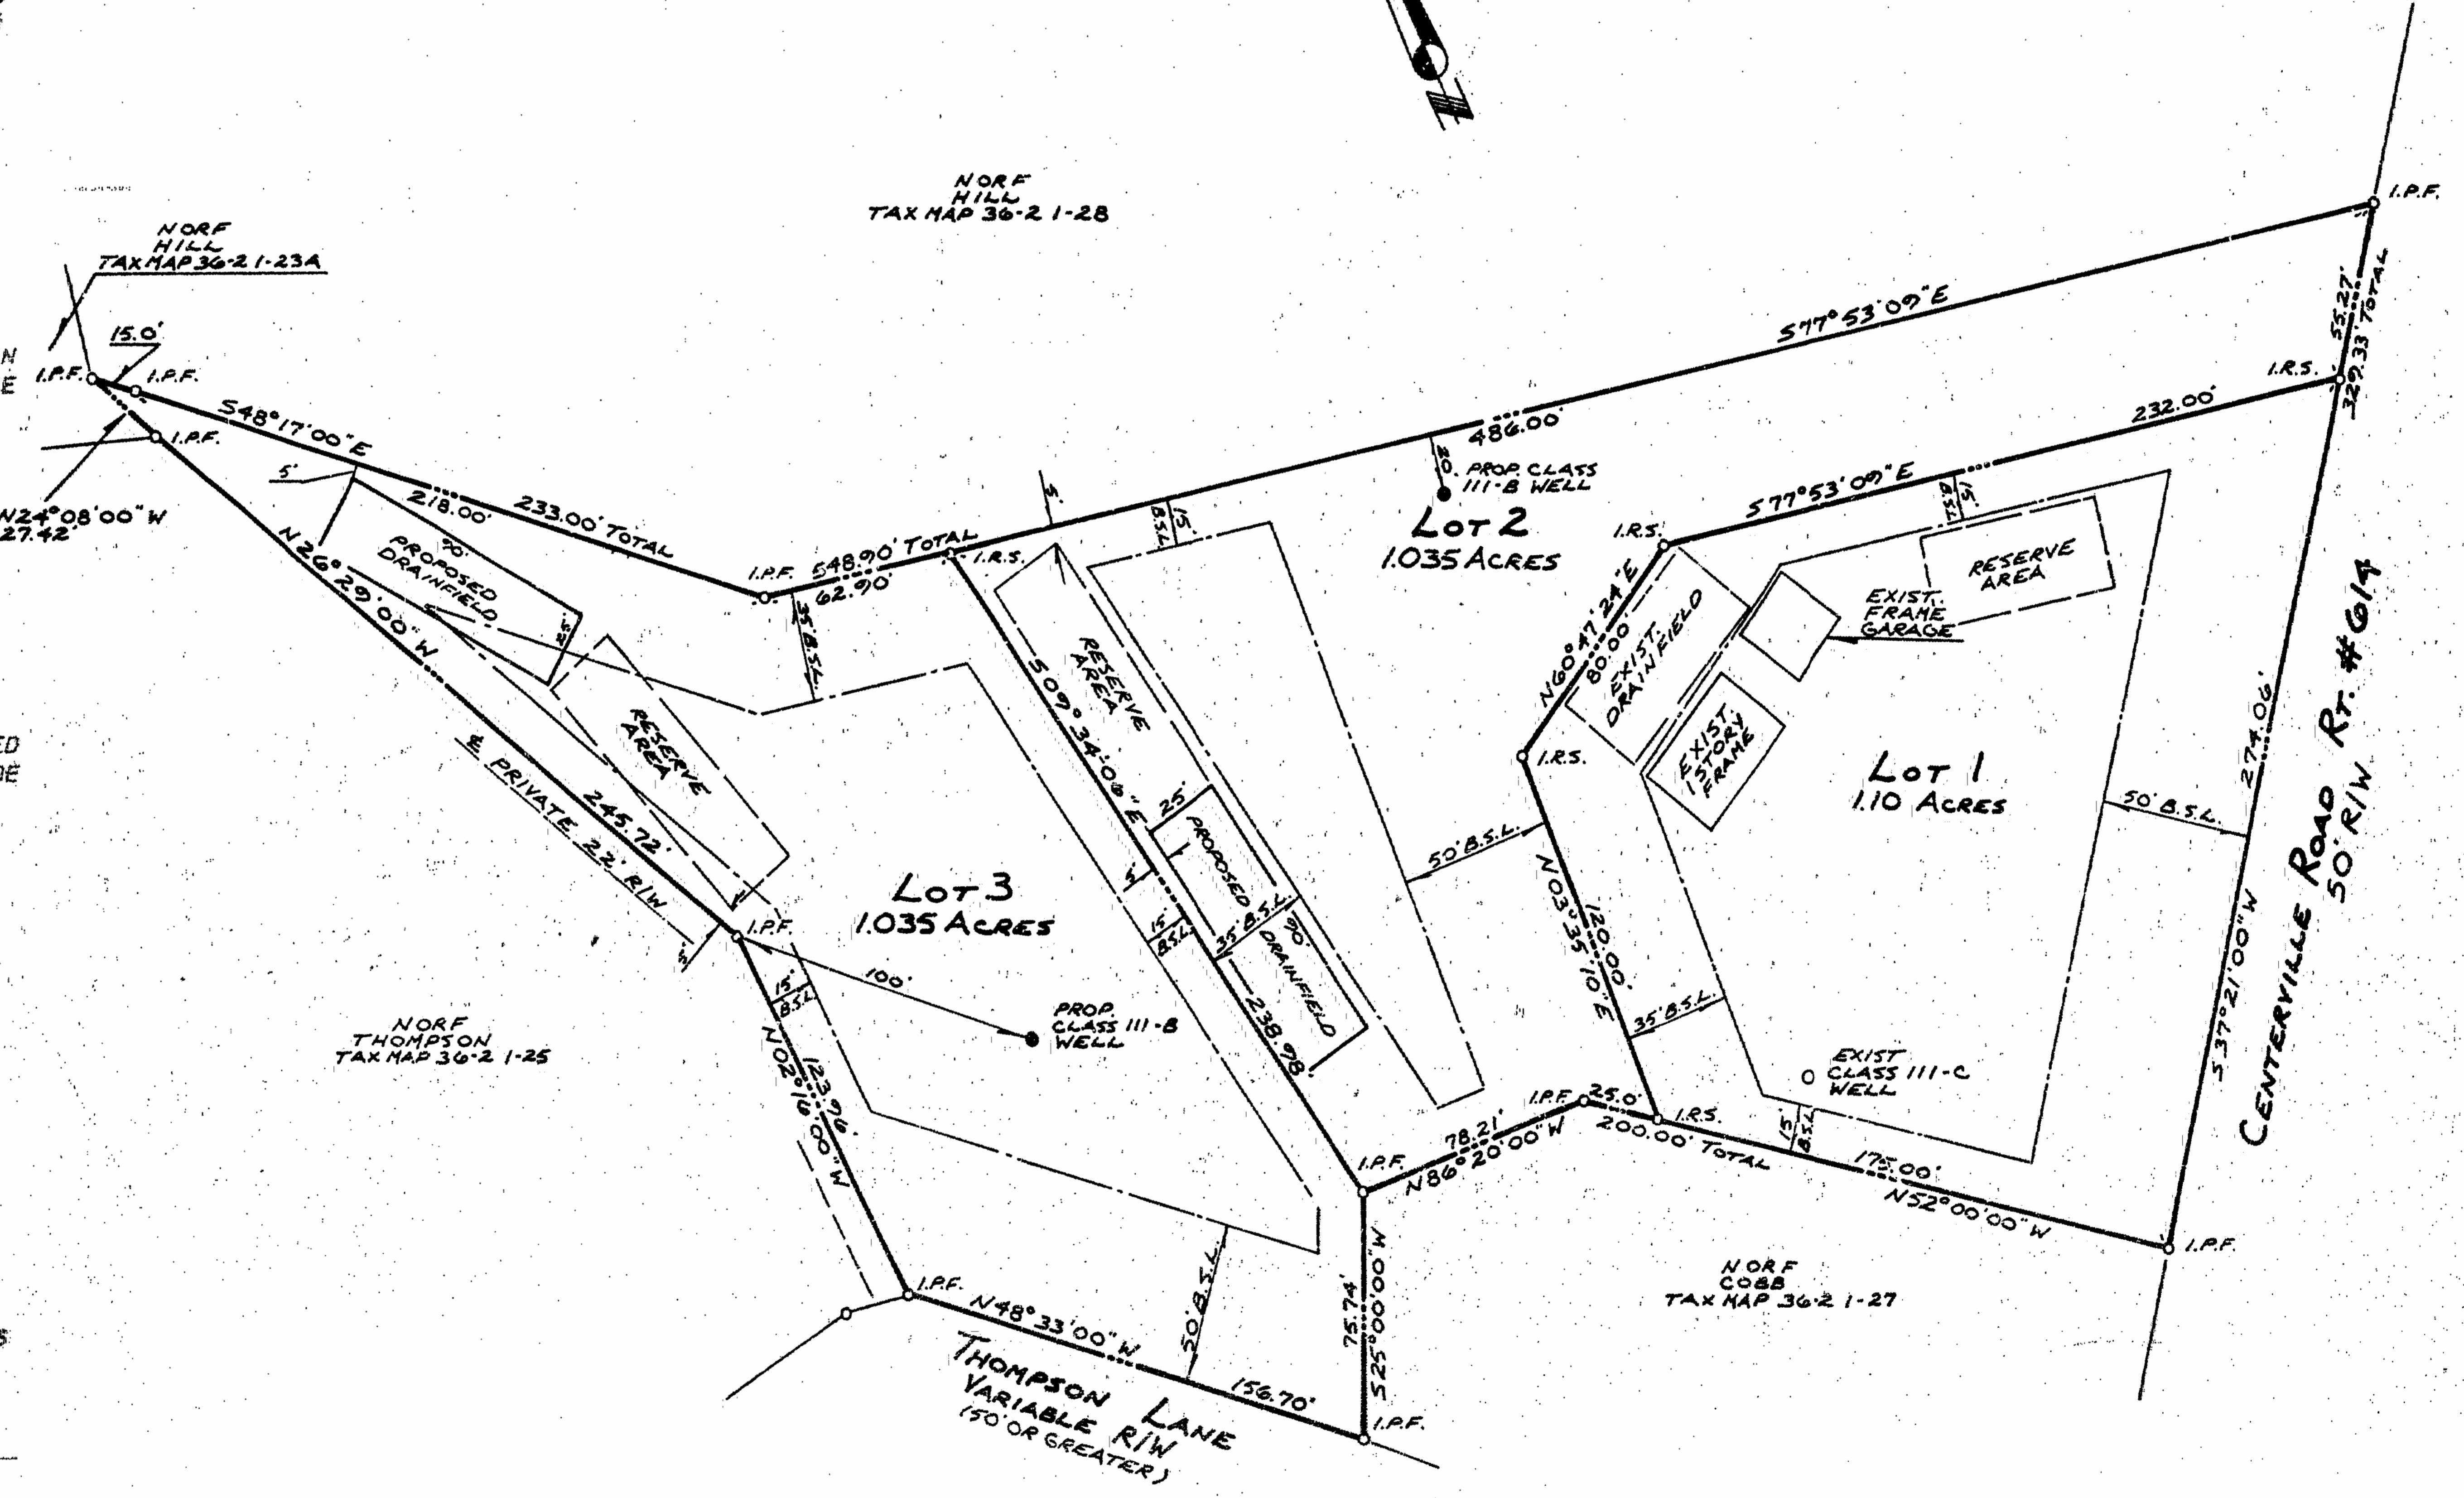 N
NORF
HILL
TAX MAP 36-2 1-28
NORF
HILL
TAX MAP 36-2 1-23A
15.0'
I.P.F.
I.P.F.
I.P.F.
N
E
N24°08'00"W
27.42'
S48°17'00"E
5'
218.00'
233.00' TOTAL
90'
PROPOSED
DRAINFIELD
25'
N26°29'00"W
245.72'
℄ PRIVATE 22' R/W
5'
RESERVE
AREA
I.P.F.
548.90' TOTAL
62.90'
35' B.S.L.
I.R.S.
5'
15'
B.S.L.
486.00'
S77°53'09"E
20'
PROP. CLASS
III-B WELL
LOT 2
1.035 ACRES
I.P.F.
55.27'
329.33' TOTAL
I.R.S.
232.00'
S77°53'09"E
15'
B.S.L.
I.R.S.
RESERVE
AREA
EXIST.
FRAME
GARAGE
N60°47'24"E
80.00'
EXIST.
DRAINFIELD
EXIST.
1 STORY
FRAME
I.R.S.
LOT 1
1.10 ACRES
50' B.S.L.
274.06'
S37°21'00"W
CENTERVILLE ROAD RT. #614
50' R/W
RESERVE
AREA
S09°34'06"E
25'
PROPOSED
DRAINFIELD
90'
35' B.S.L.
5'
15'
B.S.L.
238.98'
50' B.S.L.
N03°35'10"E
120.00'
35' B.S.L.
EXIST
CLASS III-C
WELL
LOT 3
1.035 ACRES
I.P.F.
100'
PROP.
CLASS III-B
WELL
15'
B.S.L.
N02°16'00"W
123.96'
NORF
THOMPSON
TAX MAP 36-2 1-25
I.P.F.
25.0'
I.R.S.
200.00' TOTAL
15'
B.S.L.
175.00'
N52°00'00"W
I.P.F.
78.21'
N86°20'00"W
I.P.F.
75.74'
S25°00'00"W
NORF
COBB
TAX MAP 36-2 1-27
I.P.F.
N48°33'00"W
50' B.S.L.
156.70'
I.P.F.
THOMPSON LANE
VARIABLE R/W
(50' OR GREATER)
ED